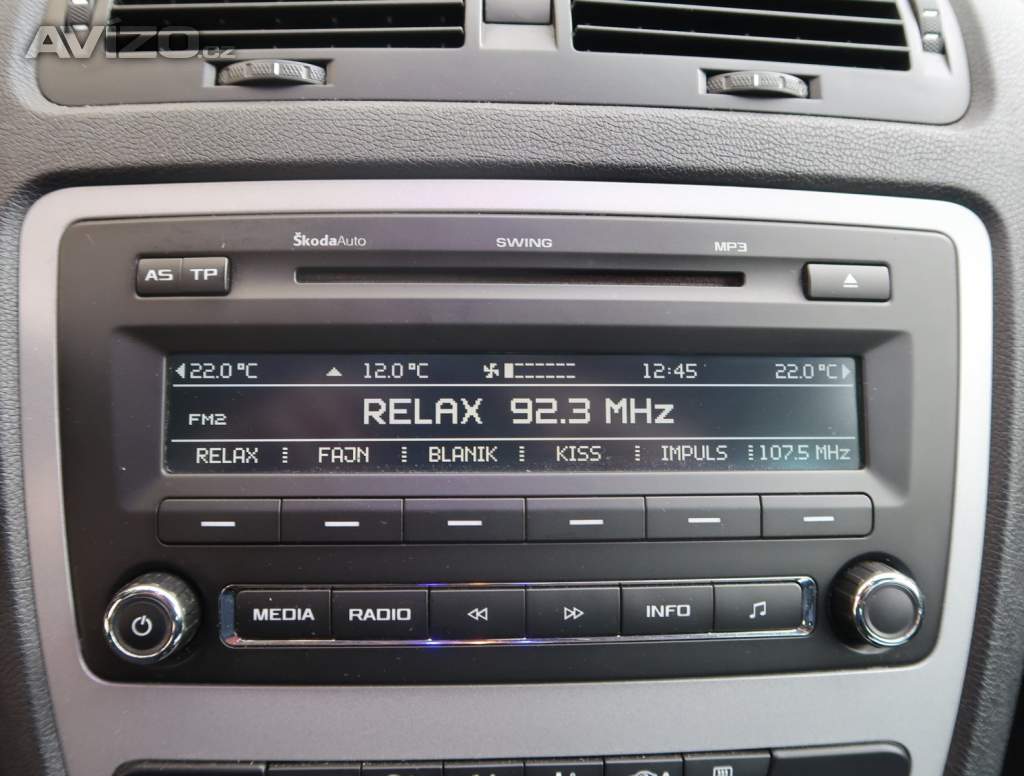 AVÍZO.cz
ŠkodaAuto SWING MP3
AS TP
22.0 °C 12.0 °C 12:45 22.0 °C
FM2 RELAX 92.3 MHz
RELAX FAJN BLANIK KISS IMPULS 107.5 MHz
MEDIA RADIO INFO